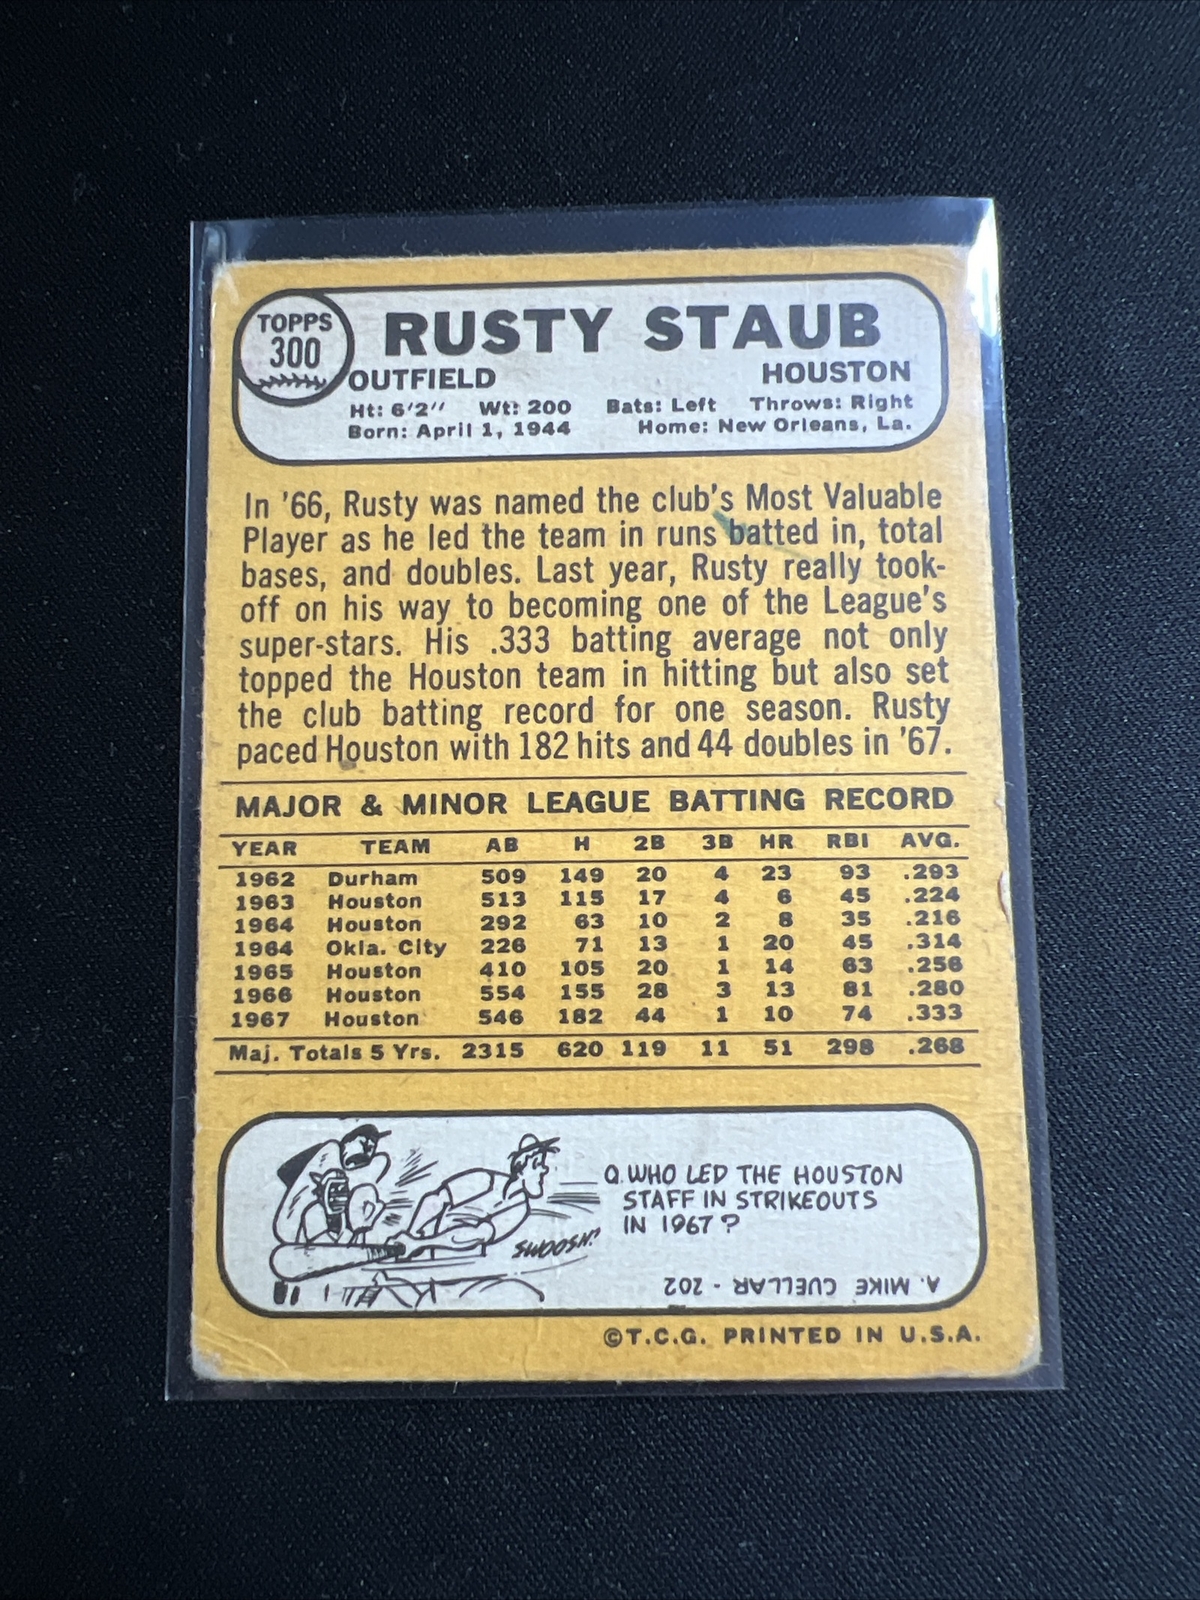 TOPPS
300
RUSTY STAUB
OUTFIELD HOUSTON
Ht: 6'2" Wt: 200 Bats: Left Throws: Right
Born: April 1, 1944 Home: New Orleans, La.
In '66, Rusty was named the club's Most Valuable
Player as he led the team in runs batted in, total
bases, and doubles. Last year, Rusty really took-
off on his way to becoming one of the League's
super-stars. His .333 batting average not only
topped the Houston team in hitting but also set
the club batting record for one season. Rusty
paced Houston with 182 hits and 44 doubles in '67.
MAJOR & MINOR LEAGUE BATTING RECORD
YEAR TEAM AB H 2B 3B HR RBI AVG.
1962 Durham 509 149 20 4 23 93 .293
1963 Houston 513 115 17 4 6 45 .224
1964 Houston 292 63 10 2 8 35 .216
1964 Okla. City 226 71 13 1 20 45 .314
1965 Houston 410 105 20 1 14 63 .256
1966 Houston 554 155 28 3 13 81 .280
1967 Houston 546 182 44 1 10 74 .333
Maj. Totals 5 Yrs. 2315 620 119 11 51 298 .268
Q. WHO LED THE HOUSTON
STAFF IN STRIKEOUTS
IN 1967?
SWOOSH!
A. MIKE CUELLAR - 202
©T.C.G. PRINTED IN U.S.A.